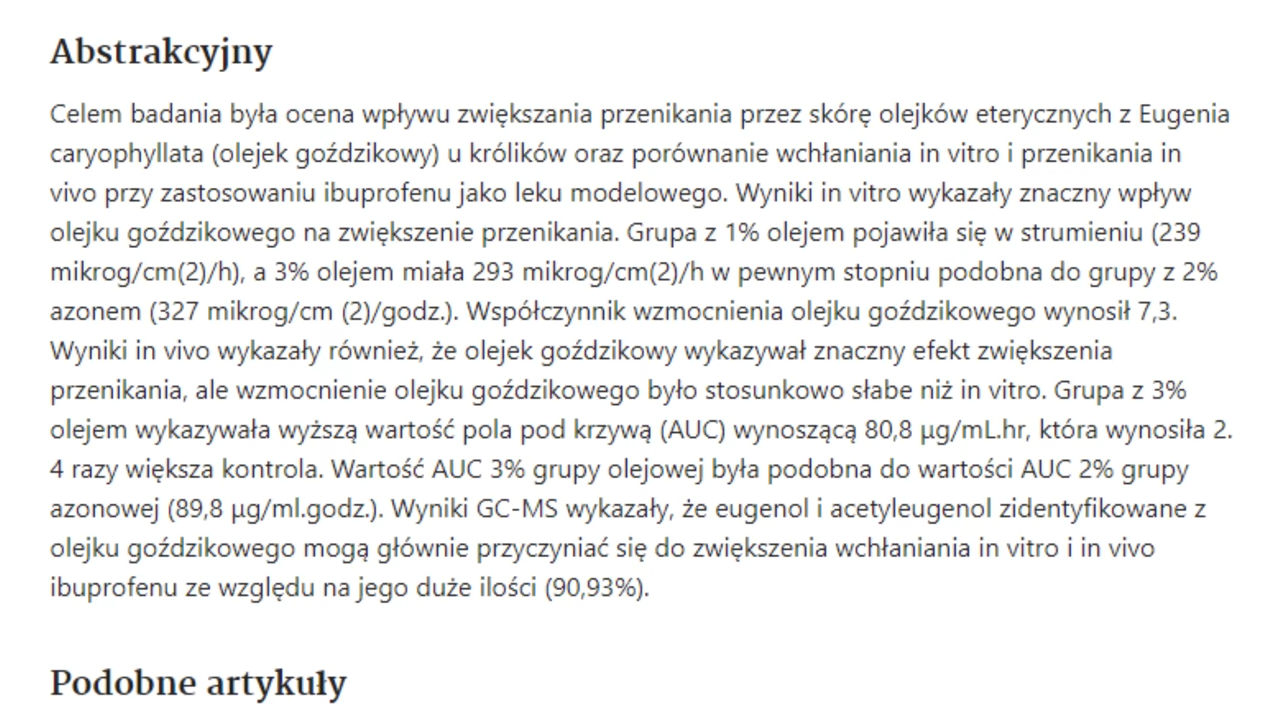 Abstrakcyjny
Celem badania była ocena wpływu zwiększania przenikania przez skórę olejków eterycznych z Eugenia
caryophyllata (olejek goździkowy) u królików oraz porównanie wchłaniania in vitro i przenikania in
vivo przy zastosowaniu ibuprofenu jako leku modelowego. Wyniki in vitro wykazały znaczny wpływ
olejku goździkowego na zwiększenie przenikania. Grupa z 1% olejem pojawiła się w strumieniu (239
mikrog/cm(2)/h), a 3% olejem miała 293 mikrog/cm(2)/h w pewnym stopniu podobna do grupy z 2%
azonem (327 mikrog/cm (2)/godz.). Współczynnik wzmocnienia olejku goździkowego wynosił 7,3.
Wyniki in vivo wykazały również, że olejek goździkowy wykazywał znaczny efekt zwiększenia
przenikania, ale wzmocnienie olejku goździkowego było stosunkowo słabe niż in vitro. Grupa z 3%
olejem wykazywała wyższą wartość pola pod krzywą (AUC) wynoszącą 80,8 µg/mL.hr, która wynosiła 2.
4 razy większa kontrola. Wartość AUC 3% grupy olejowej była podobna do wartości AUC 2% grupy
azonowej (89,8 µg/ml.godz.). Wyniki GC-MS wykazały, że eugenol i acetyleugenol zidentyfikowane z
olejku goździkowego mogą głównie przyczyniać się do zwiększenia wchłaniania in vitro i in vivo
ibuprofenu ze względu na jego duże ilości (90,93%).
Podobne artykuły